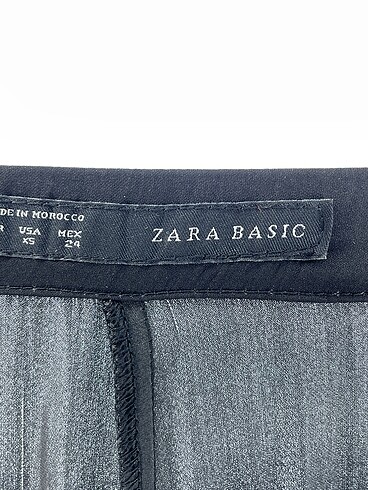 DE IN MOROCCO
R USA MEX
XS 24
ZARA BASIC